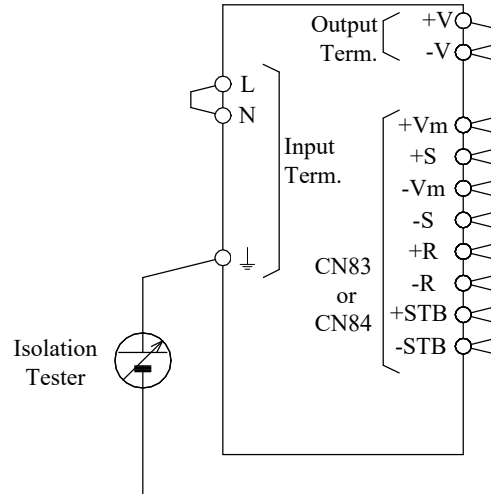 Output
Term.
+V
-V
L
N
Input
Term.
+Vm
+S
-Vm
-S
+R
-R
+STB
-STB
CN83
or
CN84
Isolation
Tester